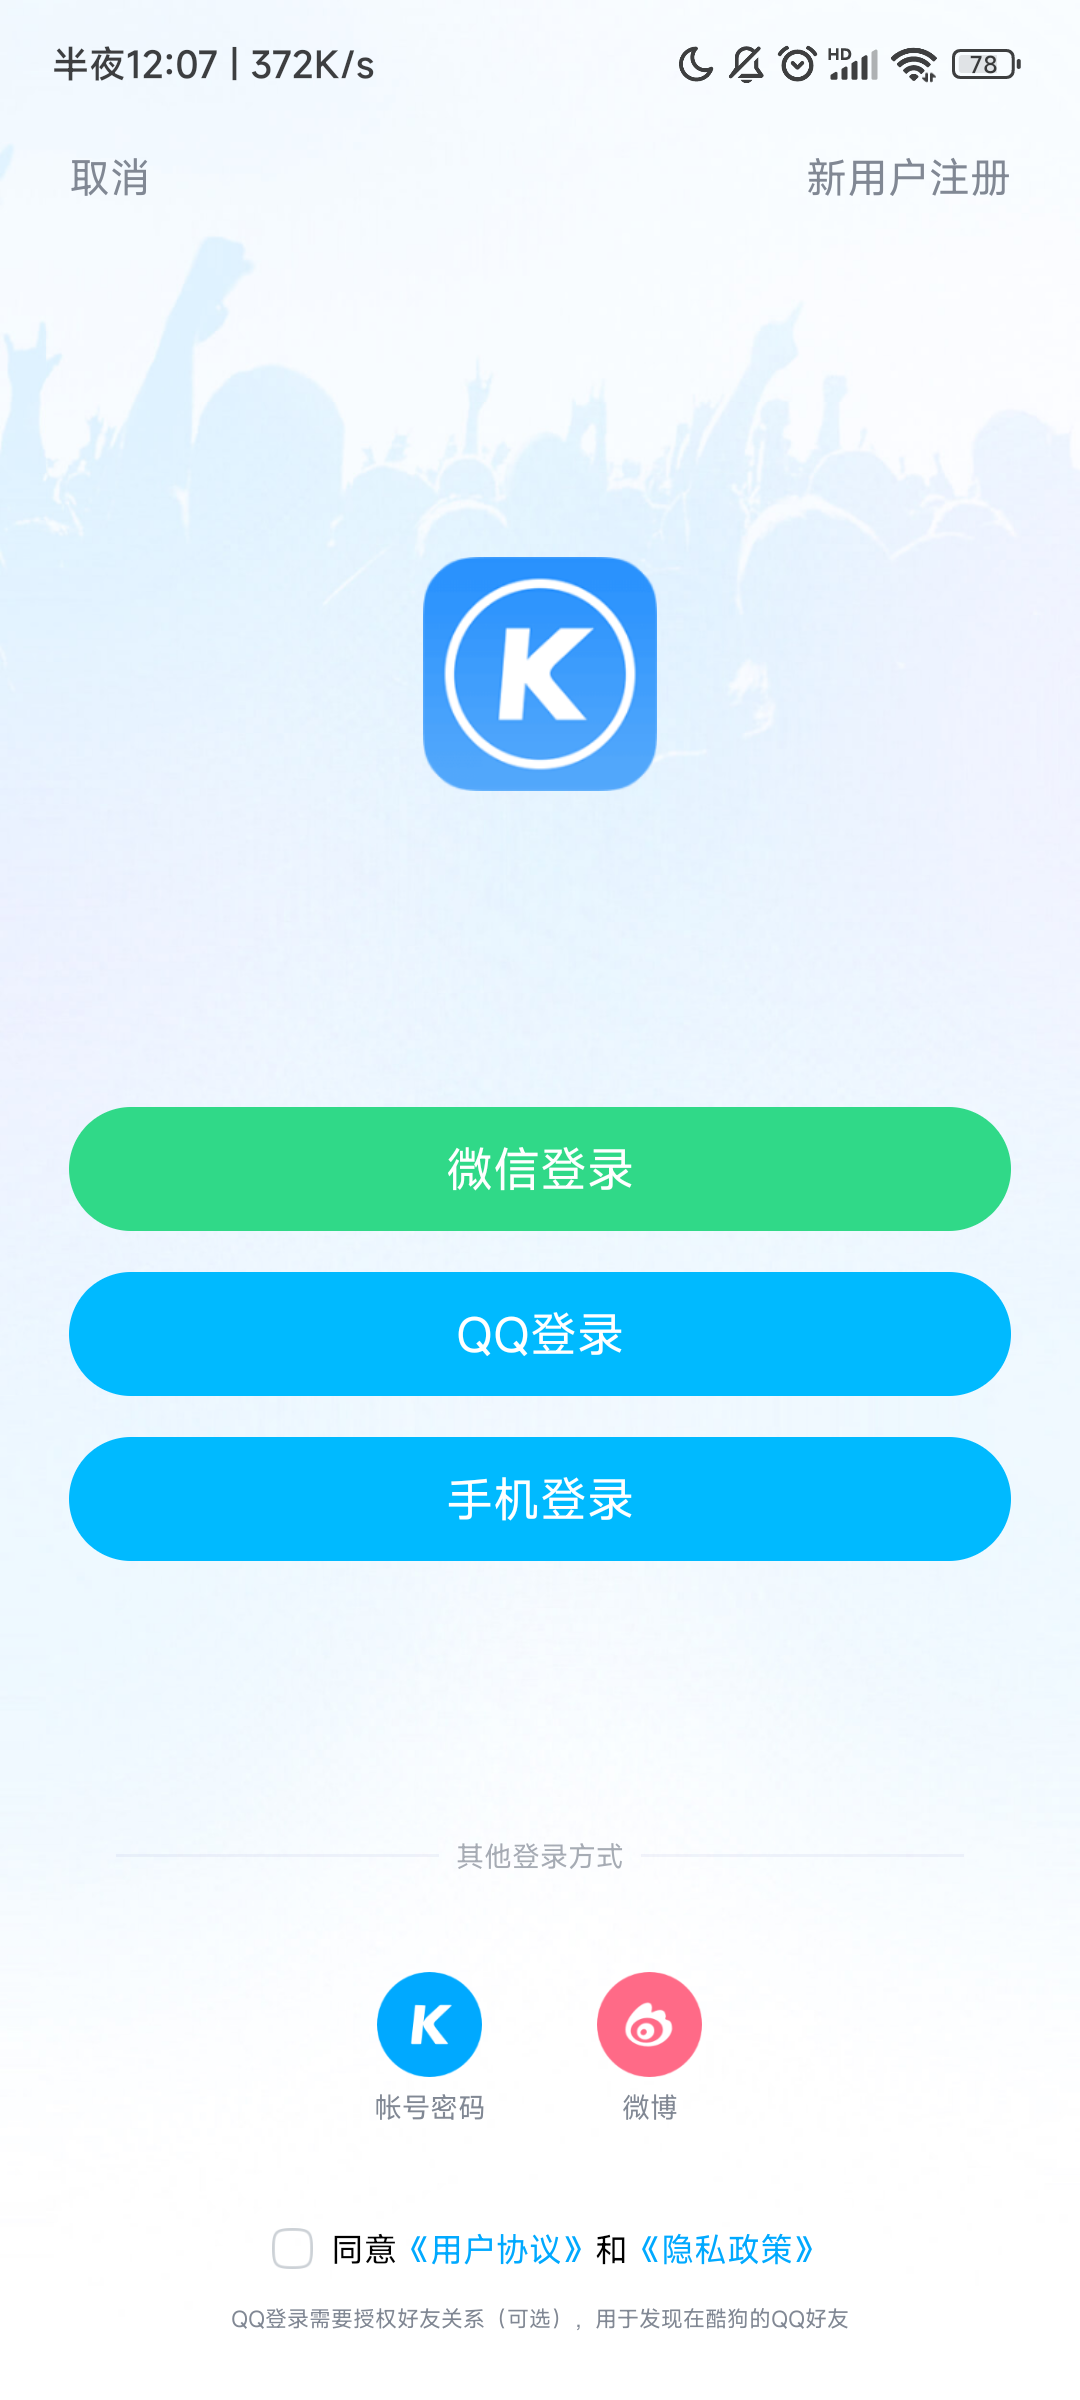 半夜12:07 | 372K/s
HD
78
取消
新用户注册
K
微信登录
QQ登录
手机登录
其他登录方式
K
帐号密码
微博
同意《用户协议》和《隐私政策》
QQ登录需要授权好友关系（可选），用于发现在酷狗的QQ好友